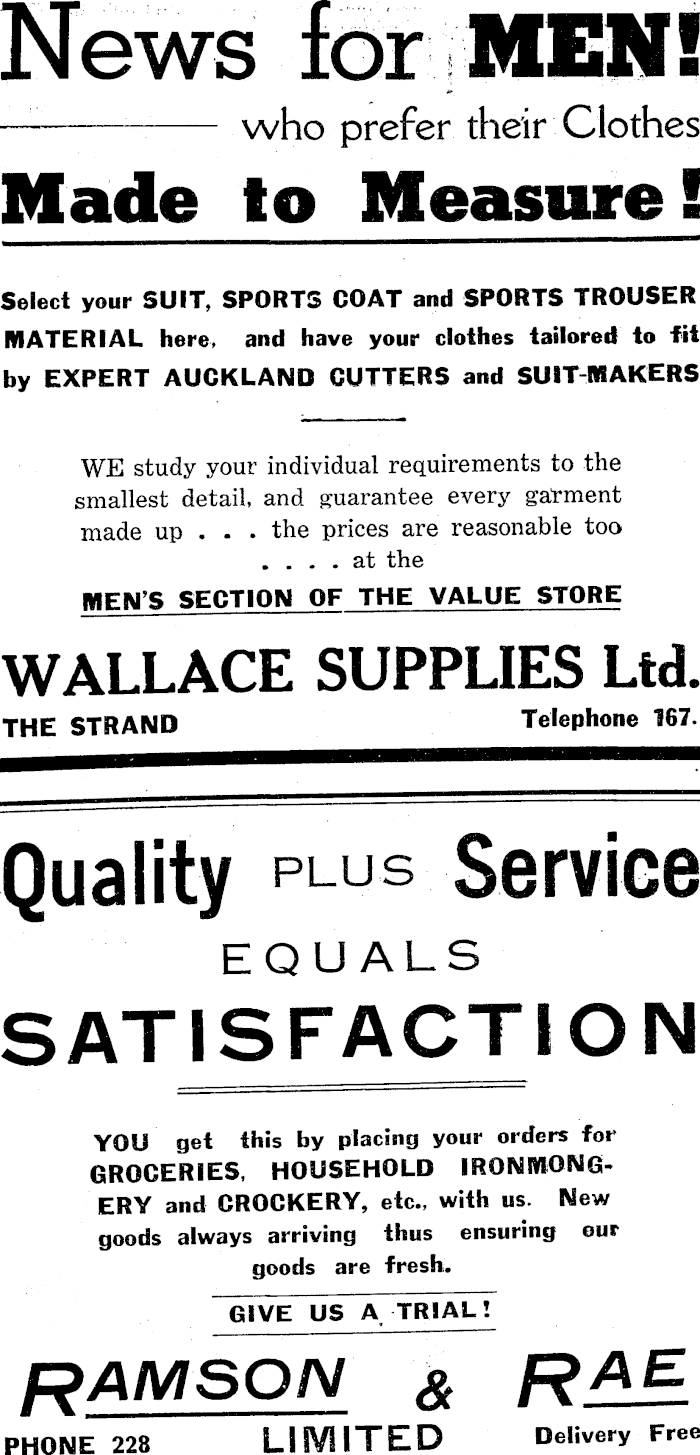 News for MEN!
who prefer their Clothes
Made to Measure!
Select your SUIT, SPORTS COAT and SPORTS TROUSER
MATERIAL here, and have your clothes tailored to fit
by EXPERT AUCKLAND CUTTERS and SUIT-MAKERS
WE study your individual requirements to the
smallest detail, and guarantee every garment
made up . . . the prices are reasonable too
. . . . at the
MEN'S SECTION OF THE VALUE STORE
WALLACE SUPPLIES Ltd.
THE STRAND Telephone 167.
Quality PLUS Service
EQUALS
SATISFACTION
YOU get this by placing your orders for
GROCERIES, HOUSEHOLD IRONMONG-
ERY and CROCKERY, etc., with us. New
goods always arriving thus ensuring our
goods are fresh.
GIVE US A TRIAL!
RAMSON & RAE
PHONE 228 LIMITED Delivery Free